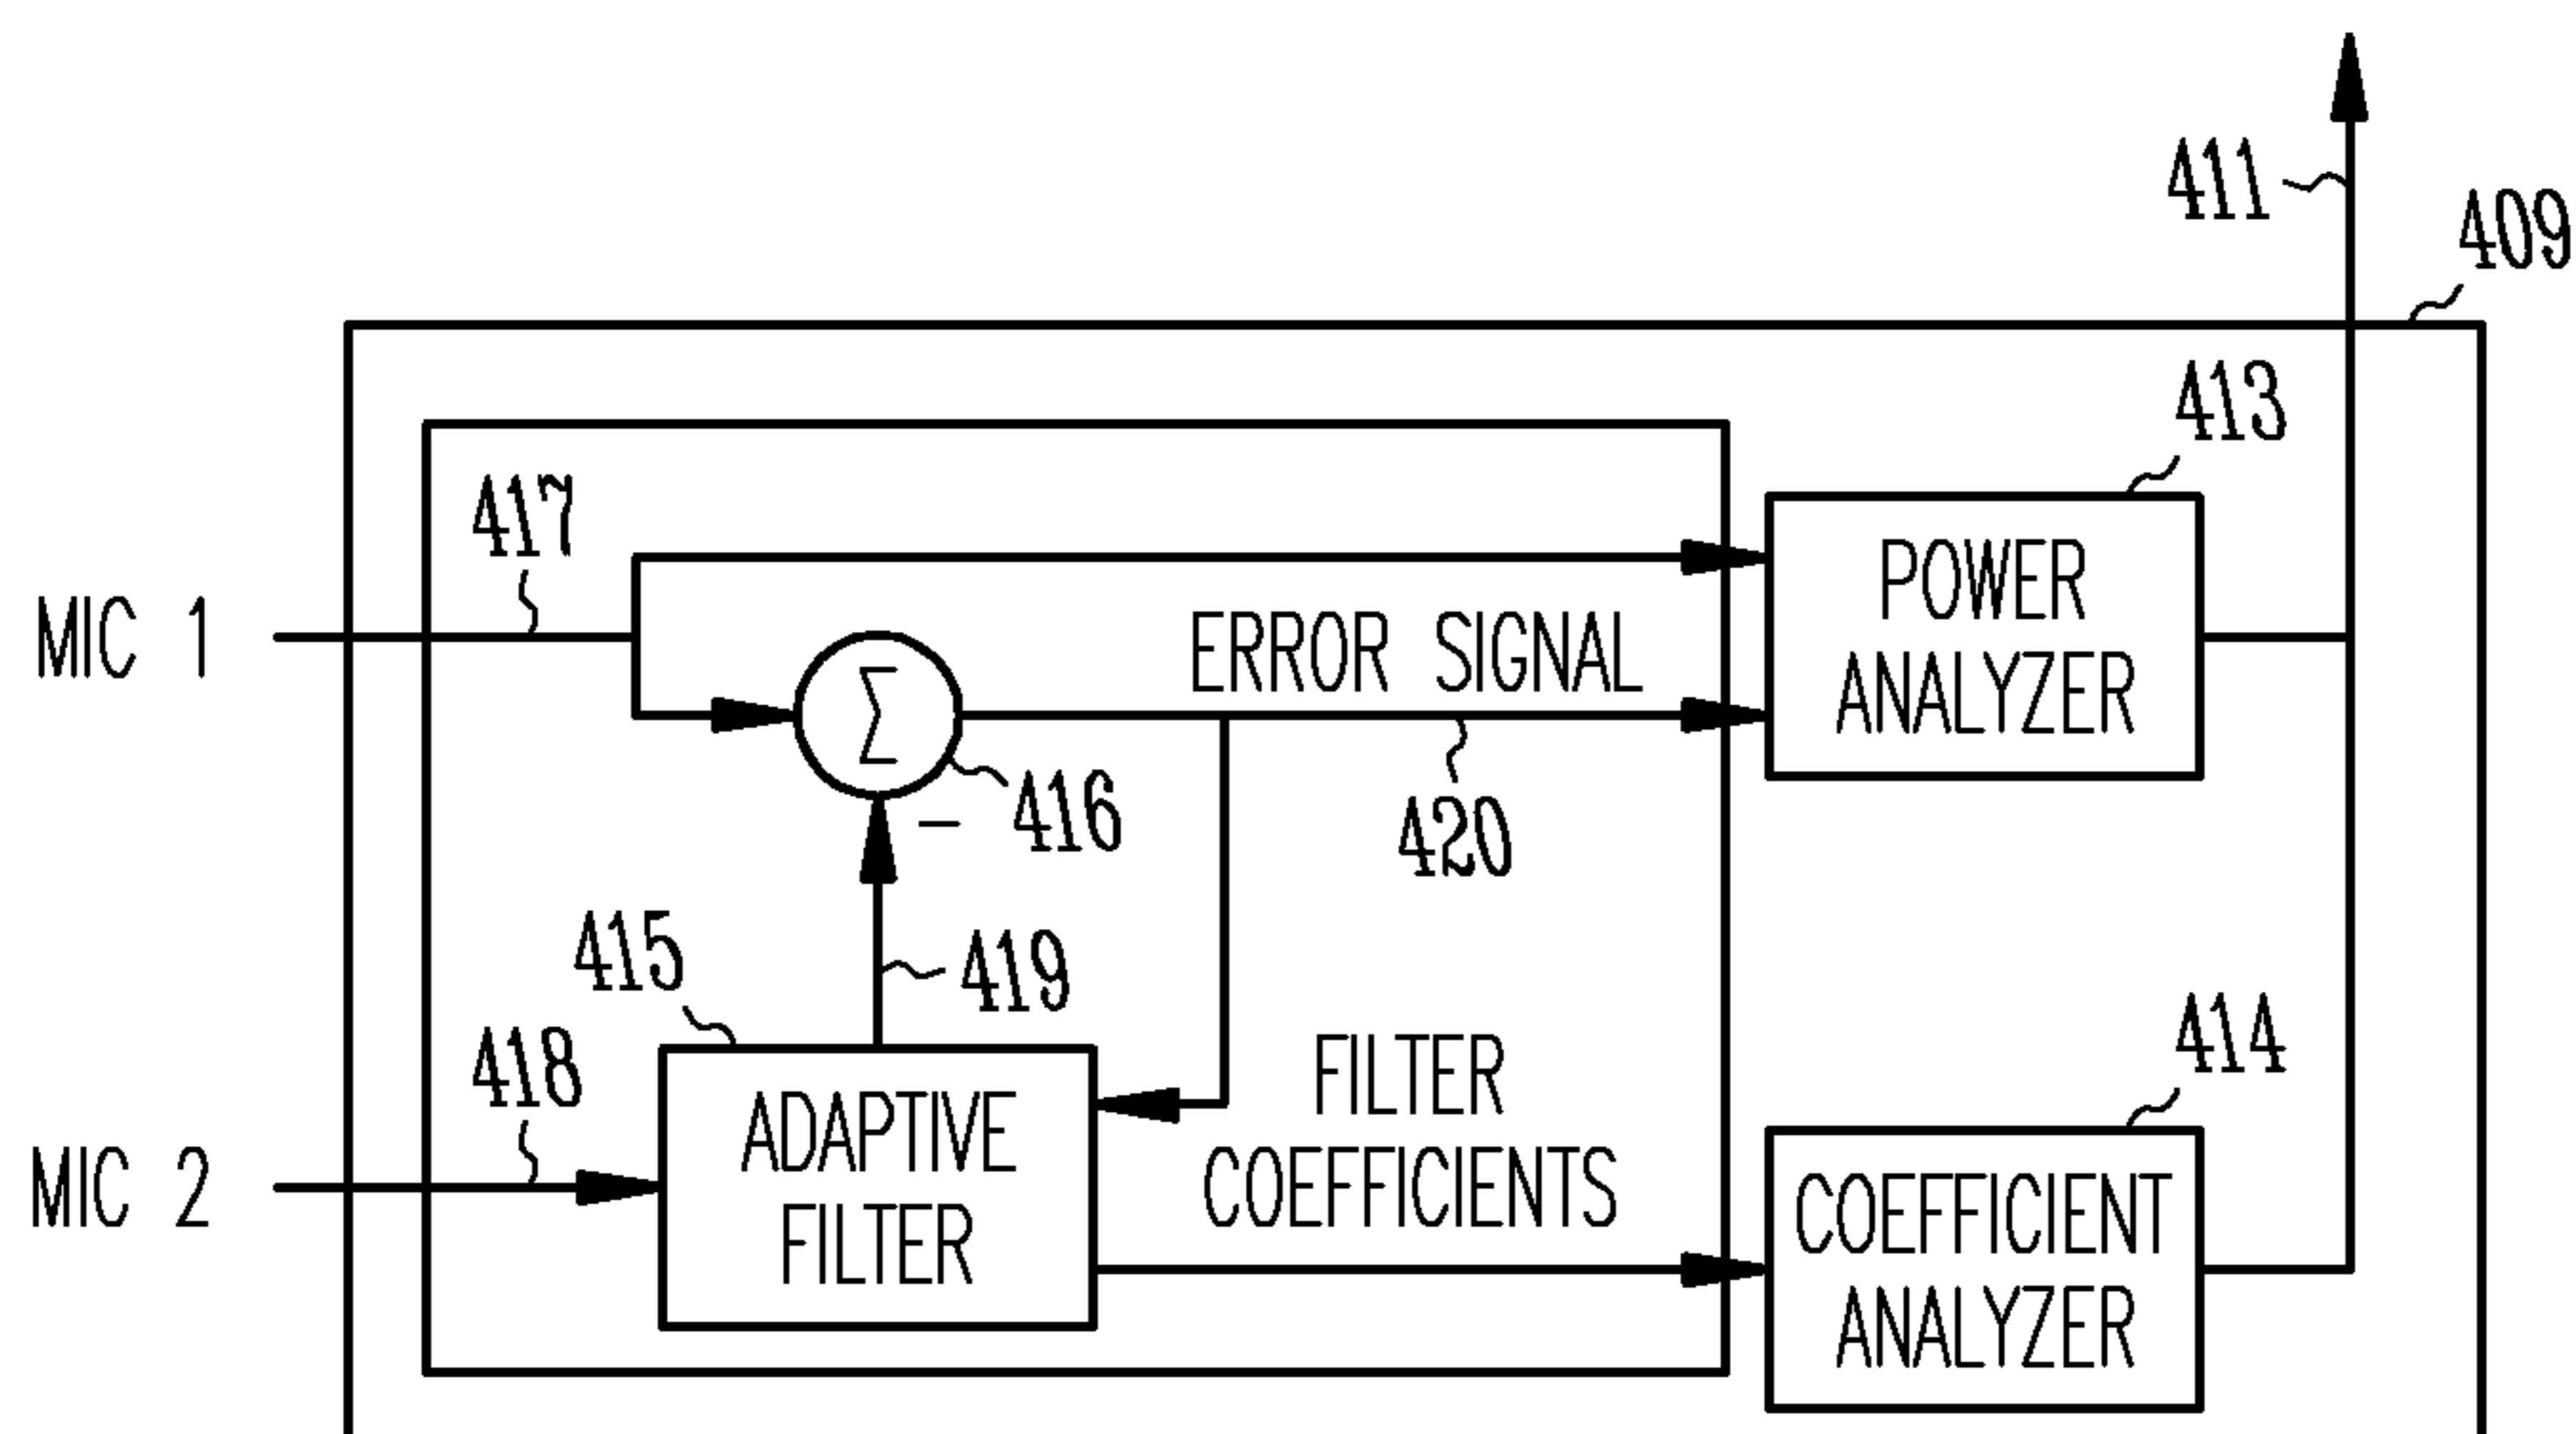 411
409
413
417
MIC 1
Σ
ERROR SIGNAL
POWER
ANALYZER
–
416
420
415
419
418
MIC 2
ADAPTIVE
FILTER
FILTER
COEFFICIENTS
414
COEFFICIENT
ANALYZER